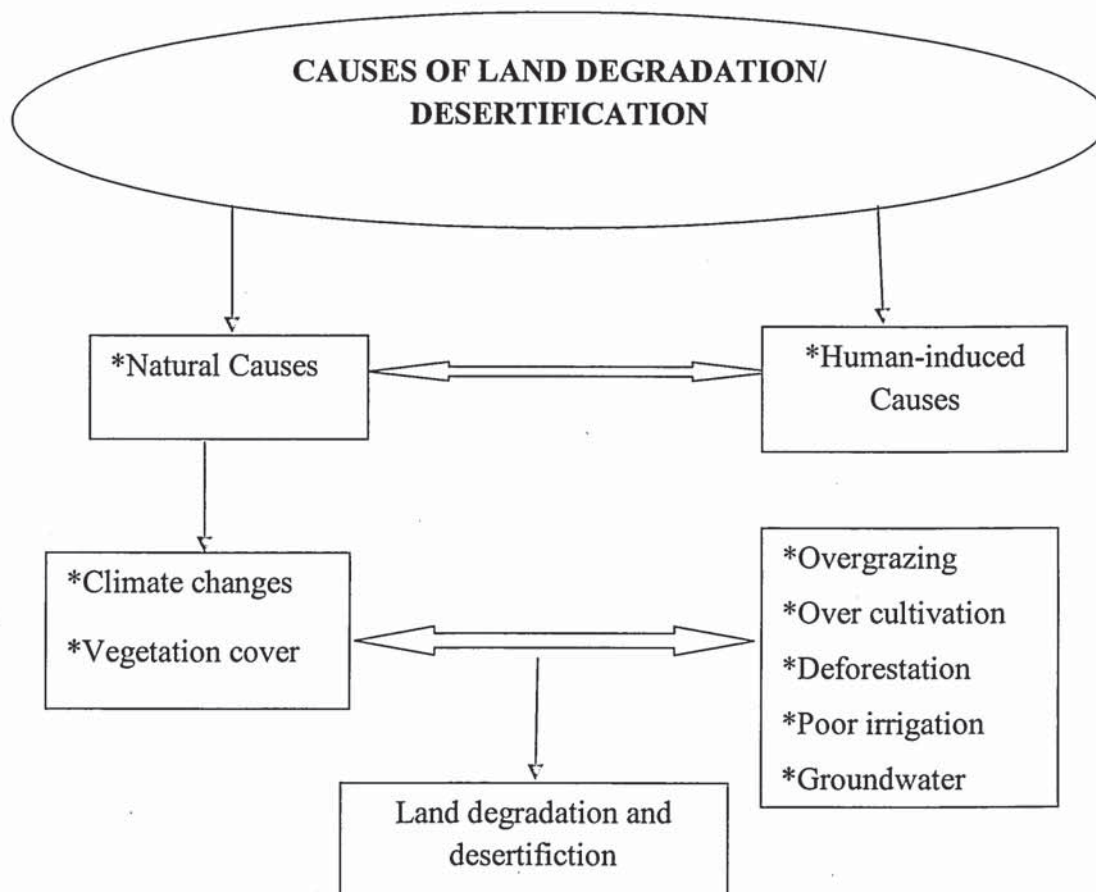 CAUSES OF LAND DEGRADATION/
DESERTIFICATION
*Natural Causes
*Human-induced
Causes
*Climate changes
*Vegetation cover
*Overgrazing
*Over cultivation
*Deforestation
*Poor irrigation
*Groundwater
Land degradation and
desertifiction